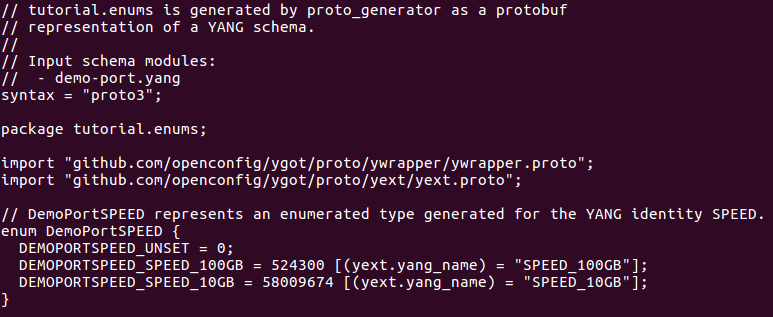 // tutorial.enums is generated by proto_generator as a protobuf
// representation of a YANG schema.
//
// Input schema modules:
//  - demo-port.yang
syntax = "proto3";

package tutorial.enums;

import "github.com/openconfig/ygot/proto/ywrapper/ywrapper.proto";
import "github.com/openconfig/ygot/proto/yext/yext.proto";

// DemoPortSPEED represents an enumerated type generated for the YANG identity SPEED.
enum DemoPortSPEED {
  DEMOPORTSPEED_UNSET = 0;
  DEMOPORTSPEED_SPEED_100GB = 524300 [(yext.yang_name) = "SPEED_100GB"];
  DEMOPORTSPEED_SPEED_10GB = 58009674 [(yext.yang_name) = "SPEED_10GB"];
}